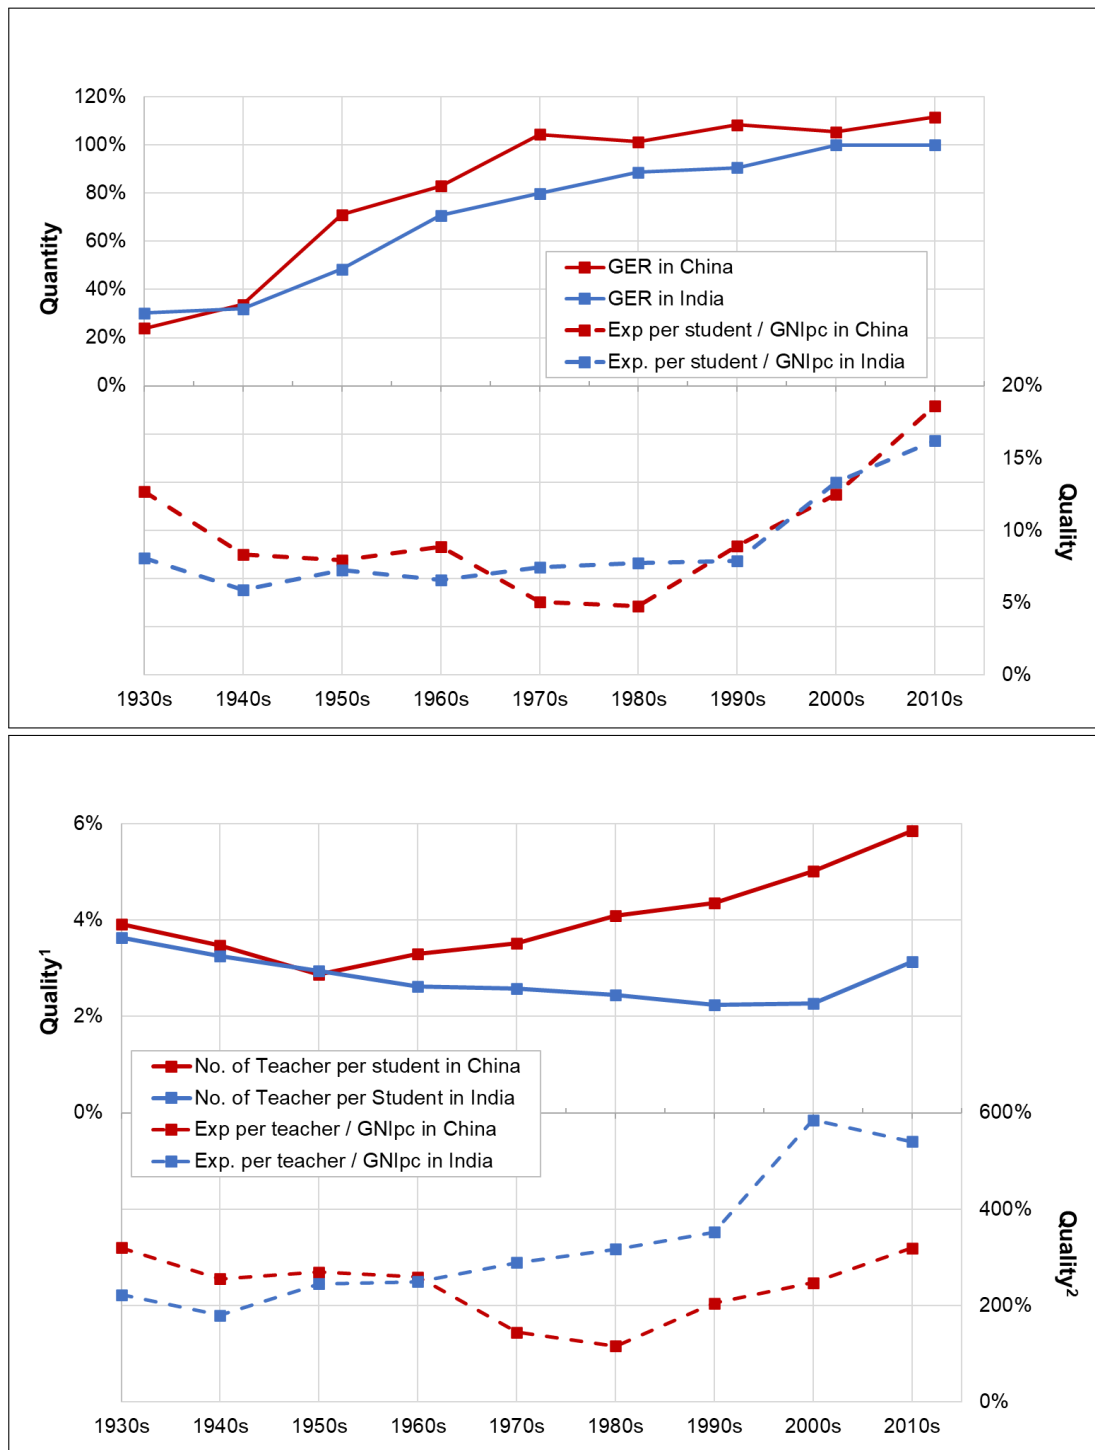 120%
100%
80%
60%
40%
20%
0%
Quantity
GER in China
GER in India
Exp per student / GNIpc in China
Exp. per student / GNIpc in India
20%
15%
10%
5%
0%
Quality
1930s 1940s 1950s 1960s 1970s 1980s 1990s 2000s 2010s
6%
4%
2%
0%
Quality¹
No. of Teacher per student in China
No. of Teacher per Student in India
Exp per teacher / GNIpc in China
Exp. per teacher / GNIpc in India
600%
400%
200%
0%
Quality²
1930s 1940s 1950s 1960s 1970s 1980s 1990s 2000s 2010s